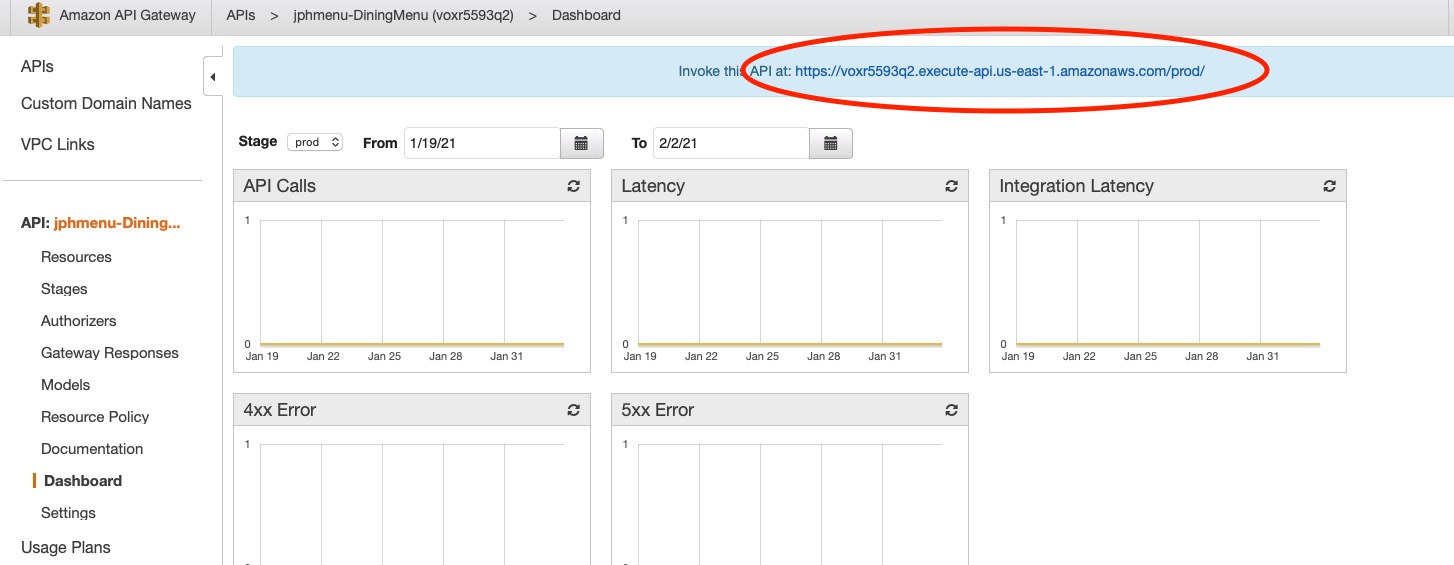 Amazon API Gateway APIs > jphmenu-DiningMenu (voxr5593q2) > Dashboard
APIs
Custom Domain Names
VPC Links
API: jphmenu-Dining...
Resources
Stages
Authorizers
Gateway Responses
Models
Resource Policy
Documentation
Dashboard
Settings
Usage Plans
Invoke this API at: https://voxr5593q2.execute-api.us-east-1.amazonaws.com/prod/
Stage prod From 1/19/21 To 2/2/21
API Calls
1
0
Jan 19 Jan 22 Jan 25 Jan 28 Jan 31
Latency
1
0
Jan 19 Jan 22 Jan 25 Jan 28 Jan 31
Integration Latency
1
0
Jan 19 Jan 22 Jan 25 Jan 28 Jan 31
4xx Error
1
5xx Error
1